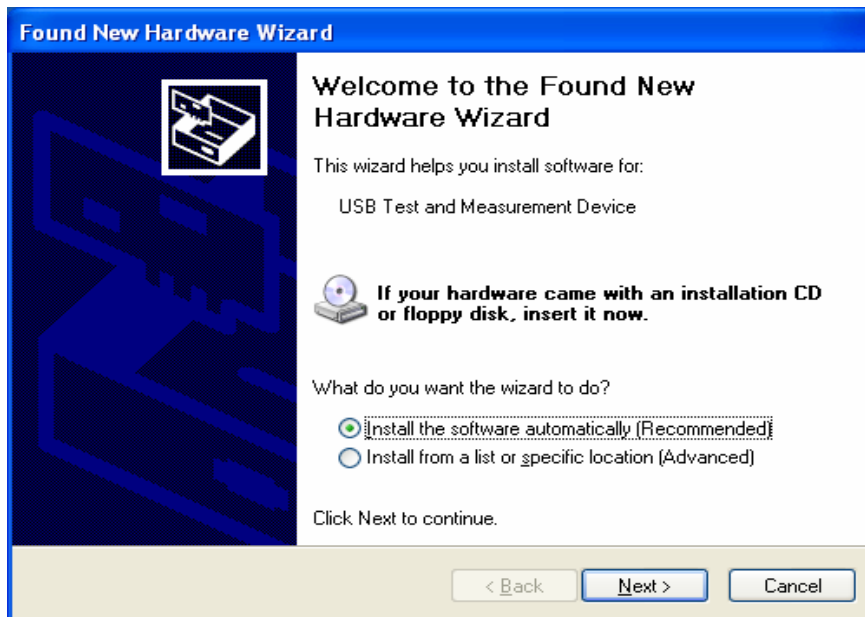 Found New Hardware Wizard
Welcome to the Found New
Hardware Wizard
This wizard helps you install software for:
USB Test and Measurement Device
If your hardware came with an installation CD
or floppy disk, insert it now.
What do you want the wizard to do?
Install the software automatically (Recommended)
Install from a list or specific location (Advanced)
Click Next to continue.
< Back
Next >
Cancel